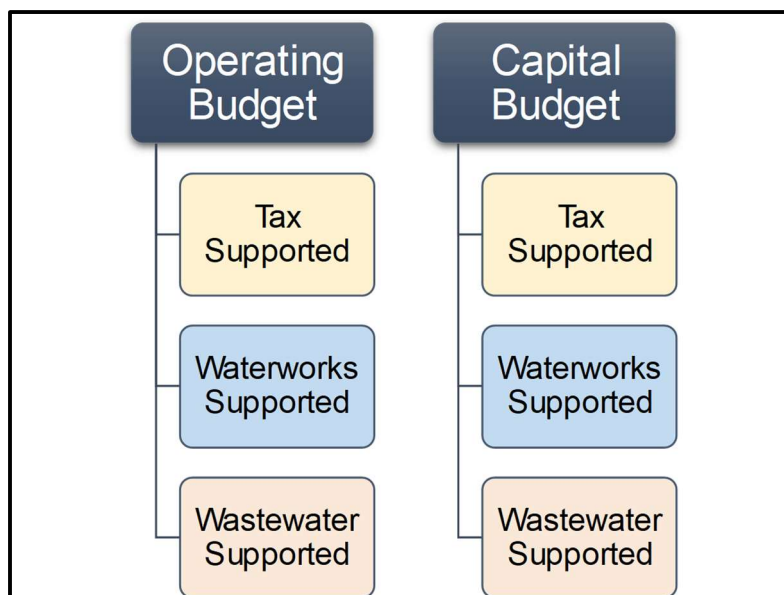 Operating
Budget
Tax
Supported
Waterworks
Supported
Wastewater
Supported
Capital
Budget
Tax
Supported
Waterworks
Supported
Wastewater
Supported